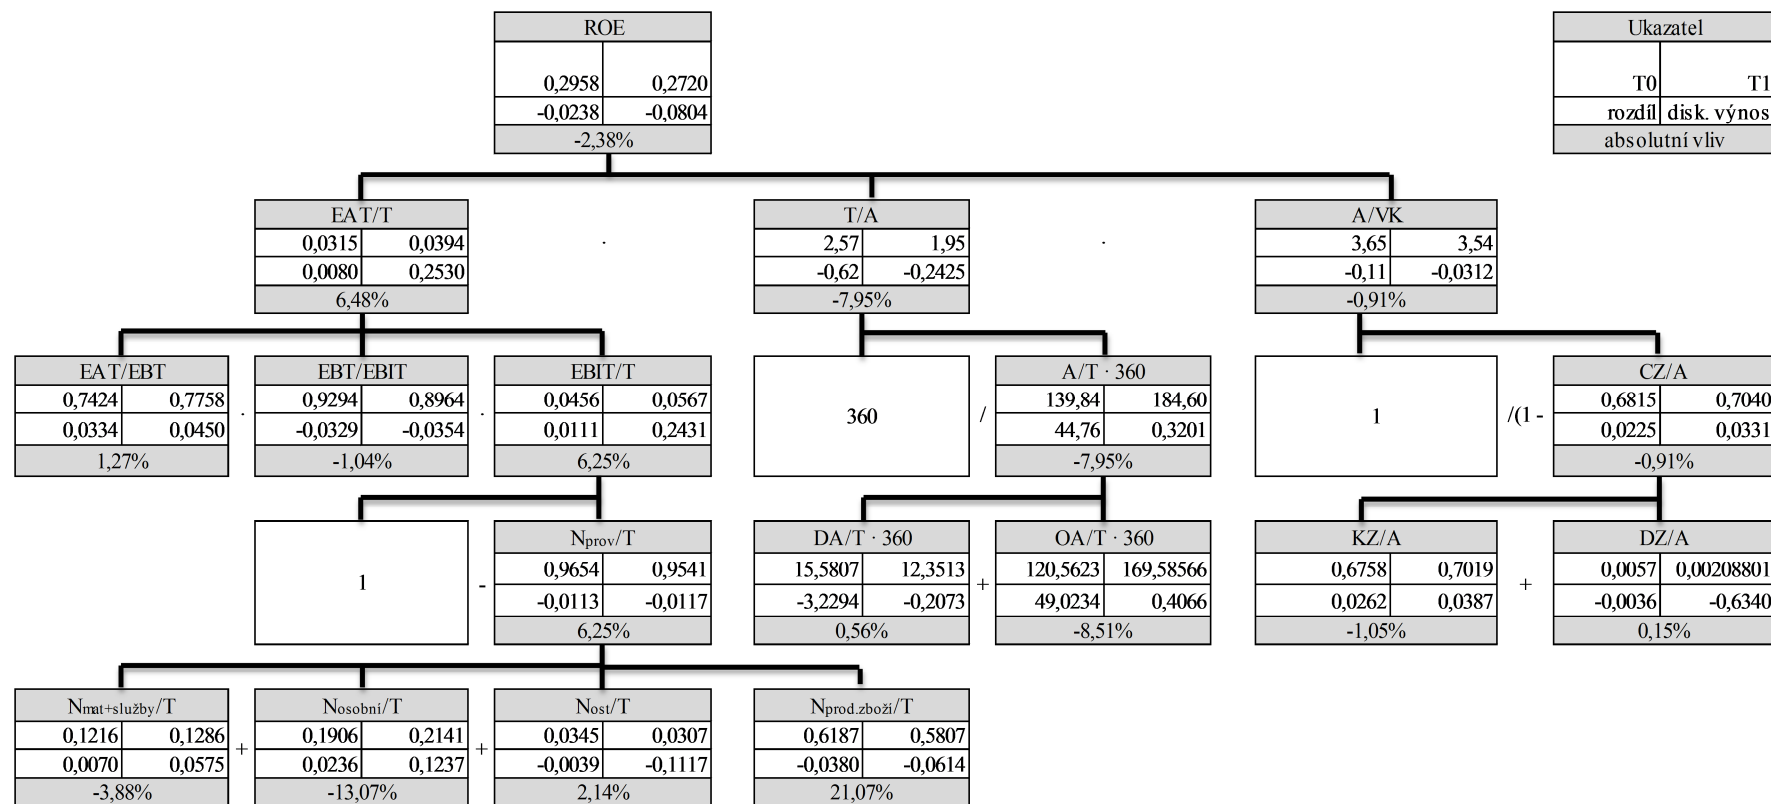 ROE
Ukazatel
0,2958 0,2720
T0 T1
-0,0238 -0,0804
rozdíl disk. výnos
-2,38%
absolutní vliv
EAT/T
T/A
A/VK
0,0315 0,0394 · 2,57 1,95 · 3,65 3,54
0,0080 0,2530 -0,62 -0,2425 -0,11 -0,0312
6,48% -7,95% -0,91%
EAT/EBT EBT/EBIT EBIT/T A/T · 360 CZ/A
0,7424 0,7758 · 0,9294 0,8964 · 0,0456 0,0567 360 / 139,84 184,60 1 /(1 - 0,6815 0,7040
0,0334 0,0450 -0,0329 -0,0354 0,0111 0,2431 44,76 0,3201 0,0225 0,0331
1,27% -1,04% 6,25% -7,95% -0,91%
Nprov/T DA/T · 360 OA/T · 360 KZ/A DZ/A
1 - 0,9654 0,9541 15,5807 12,3513 + 120,5623 169,58566 0,6758 0,7019 + 0,0057 0,00208801
-0,0113 -0,0117 -3,2294 -0,2073 49,0234 0,4066 0,0262 0,0387 -0,0036 -0,6340
6,25% 0,56% -8,51% -1,05% 0,15%
Nmat+služby/T Nosobní/T Nost/T Nprod.zboží/T
0,1216 0,1286 + 0,1906 0,2141 + 0,0345 0,0307 0,6187 0,5807
0,0070 0,0575 0,0236 0,1237 -0,0039 -0,1117 -0,0380 -0,0614
-3,88% -13,07% 2,14% 21,07%